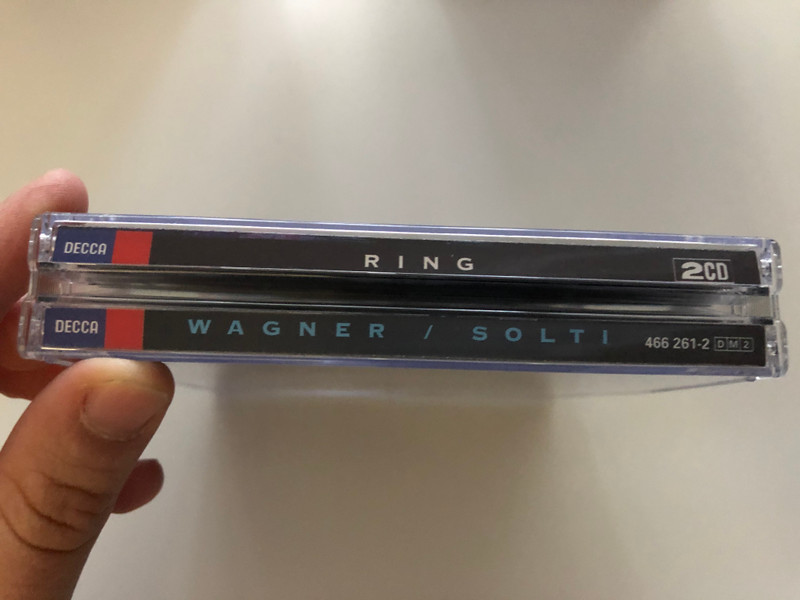 DECCA RING 2CD
DECCA WAGNER / SOLTI 466 261-2 DM2